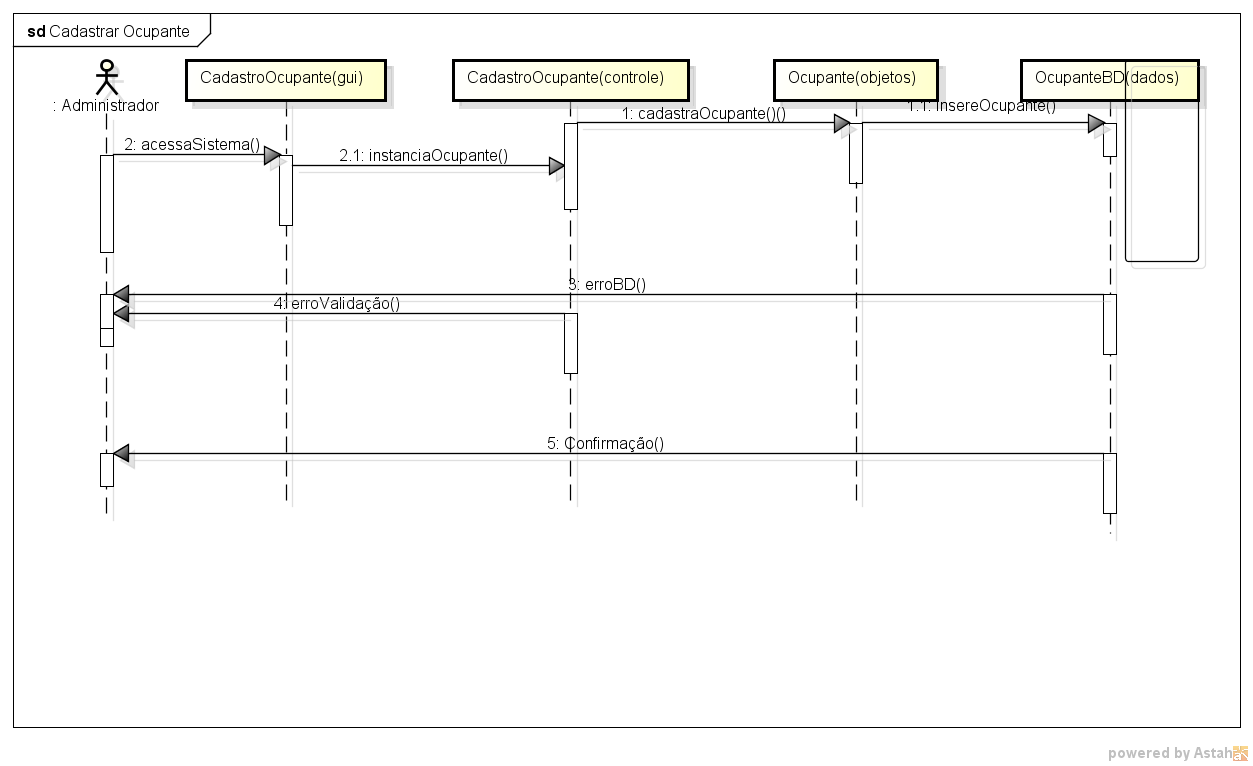 sd Cadastrar Ocupante
CadastroOcupante(gui)
CadastroOcupante(controle)
Ocupante(objetos)
OcupanteBD(dados)
: Administrador
1: cadastraOcupante()()
1.1: insereOcupante()
2: acessaSistema()
2.1: instanciaOcupante()
3: erroBD()
4: erroValidação()
5: Confirmação()
powered by Astah